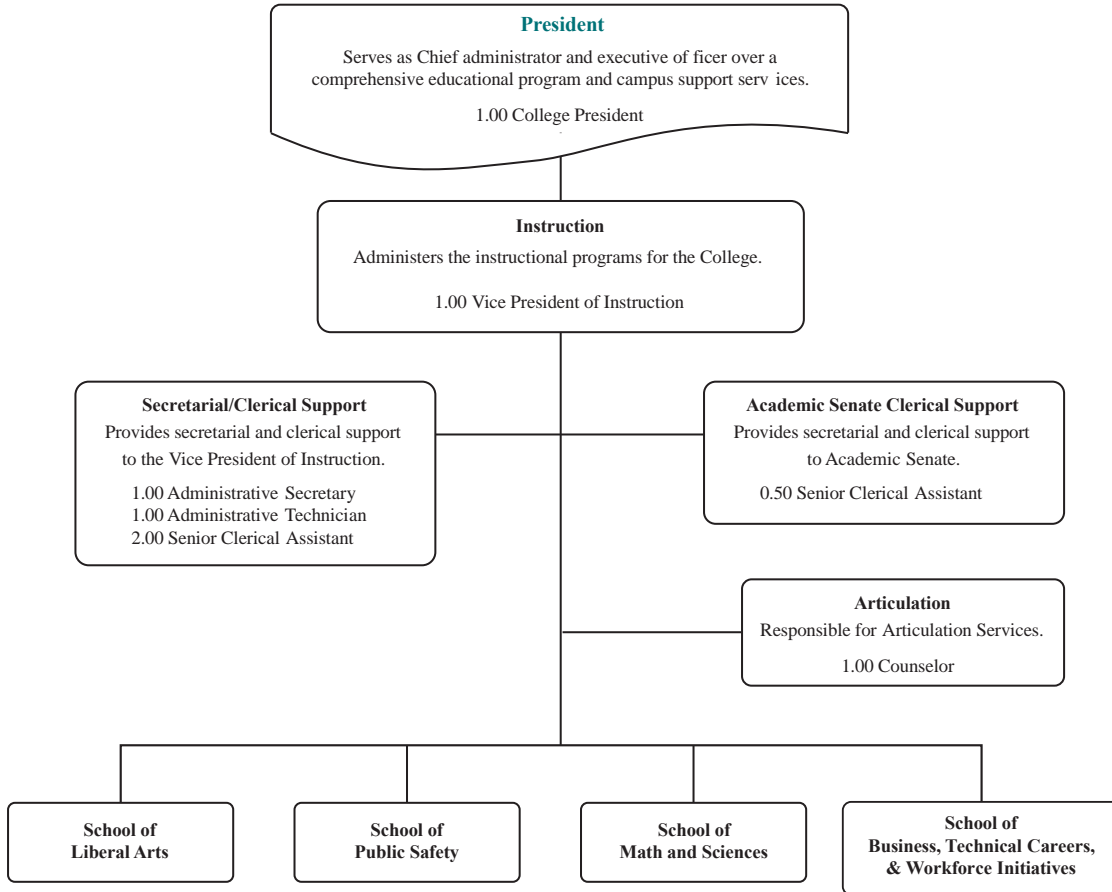 President
Serves as Chief administrator and executive of ficer over a
comprehensive educational program and campus support serv ices.
1.00 College President
Instruction
Administers the instructional programs for the College.
1.00 Vice President of Instruction
Secretarial/Clerical Support
Provides secretarial and clerical support
to the Vice President of Instruction.
1.00 Administrative Secretary
1.00 Administrative Technician
2.00 Senior Clerical Assistant
Academic Senate Clerical Support
Provides secretarial and clerical support
to Academic Senate.
0.50 Senior Clerical Assistant
Articulation
Responsible for Articulation Services.
1.00 Counselor
School of
Liberal Arts
School of
Public Safety
School of
Math and Sciences
School of
Business, Technical Careers,
& Workforce Initiatives